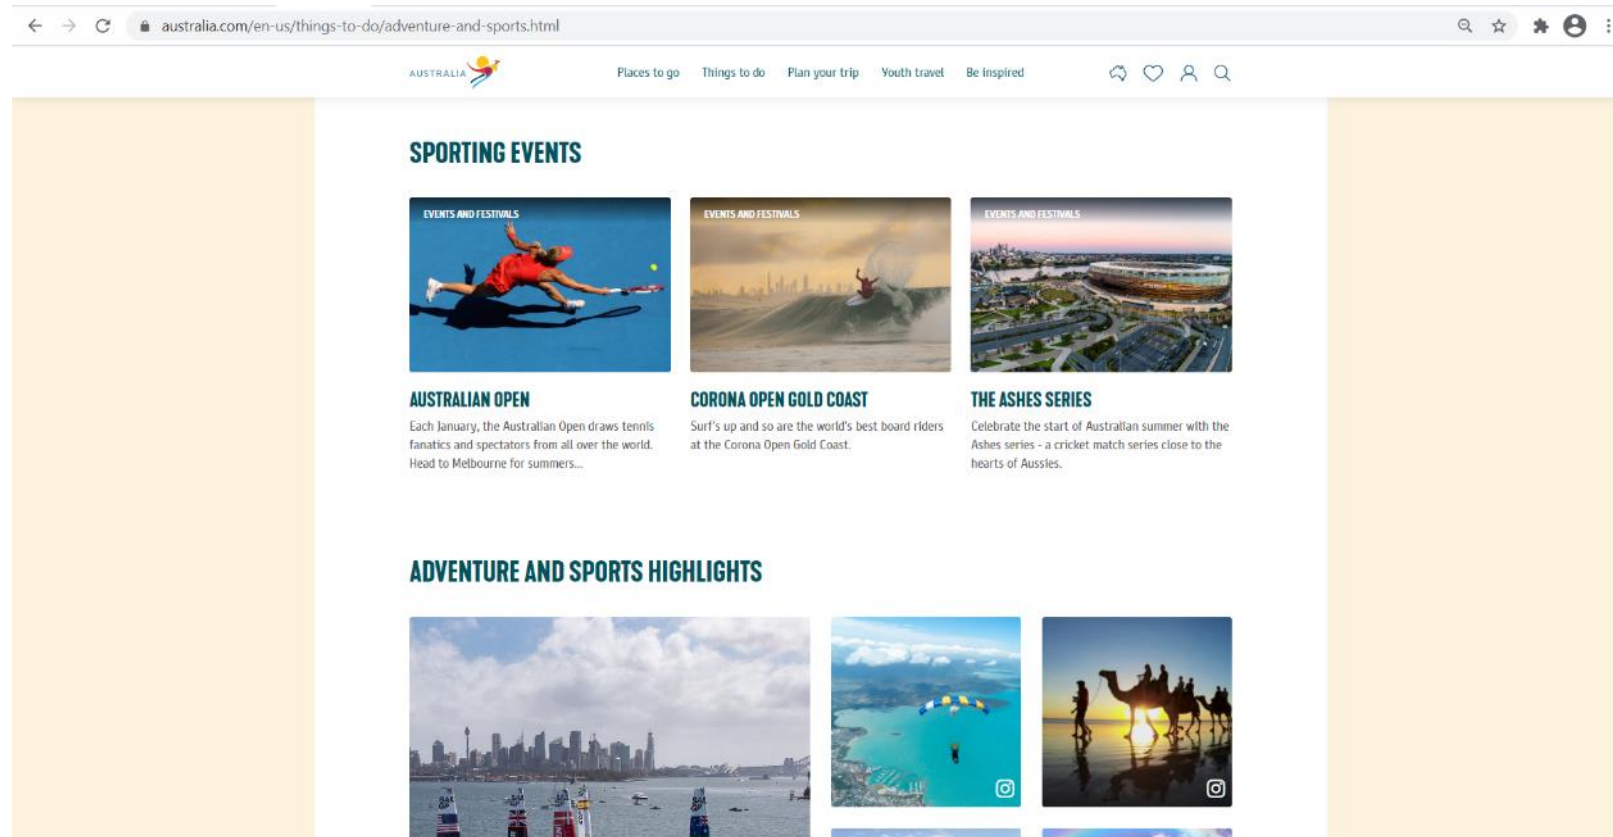 australia.com/en-us/things-to-do/adventure-and-sports.html
AUSTRALIA
Places to go
Things to do
Plan your trip
Youth travel
Be inspired
SPORTING EVENTS
EVENTS AND FESTIVALS
AUSTRALIAN OPEN
Each January, the Australian Open draws tennis
fanatics and spectators from all over the world.
Head to Melbourne for summers...
EVENTS AND FESTIVALS
CORONA OPEN GOLD COAST
Surf's up and so are the world's best board riders
at the Corona Open Gold Coast.
EVENTS AND FESTIVALS
THE ASHES SERIES
Celebrate the start of Australian summer with the
Ashes series - a cricket match series close to the
hearts of Aussies.
ADVENTURE AND SPORTS HIGHLIGHTS